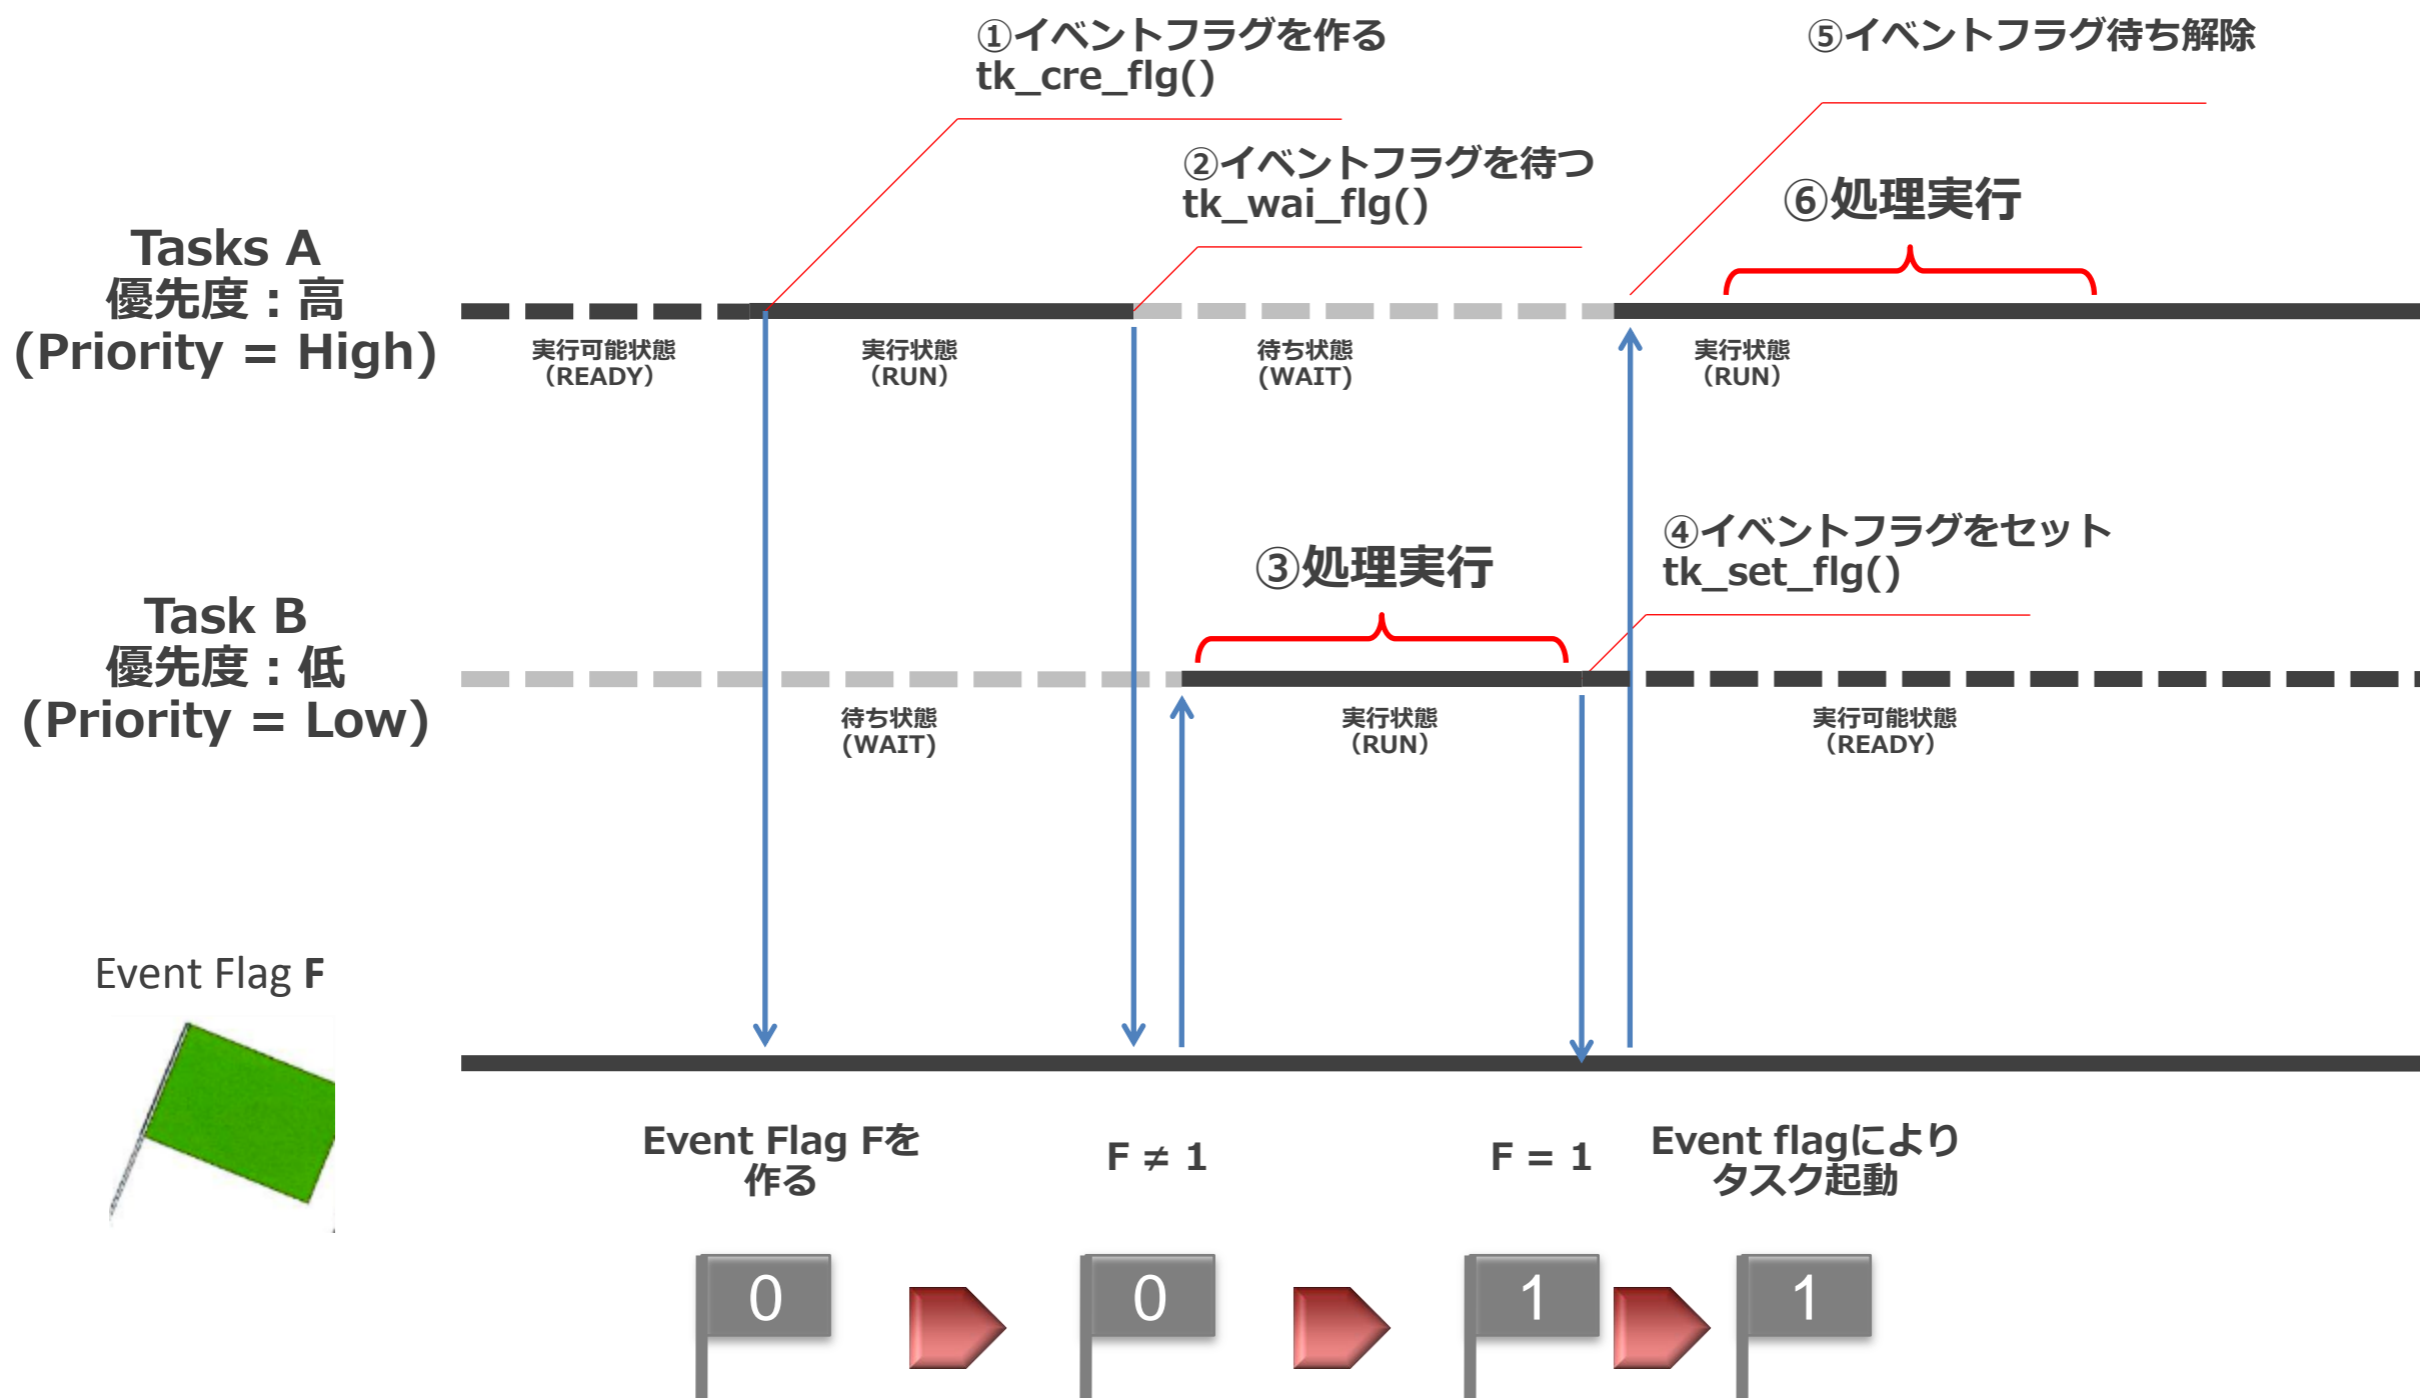 ①イベントフラグを作る
tk_cre_flg()
⑤イベントフラグ待ち解除
②イベントフラグを待つ
tk_wai_flg()
⑥処理実行
Tasks A
優先度：高
(Priority = High)
実行可能状態
（READY）
実行状態
（RUN）
待ち状態
(WAIT)
実行状態
（RUN）
④イベントフラグをセット
tk_set_flg()
③処理実行
Task B
優先度：低
(Priority = Low)
待ち状態
(WAIT)
実行状態
（RUN）
実行可能状態
（READY）
Event Flag F
Event Flag Fを
作る
F ≠ 1
F = 1
Event flagにより
タスク起動
0
0
1
1